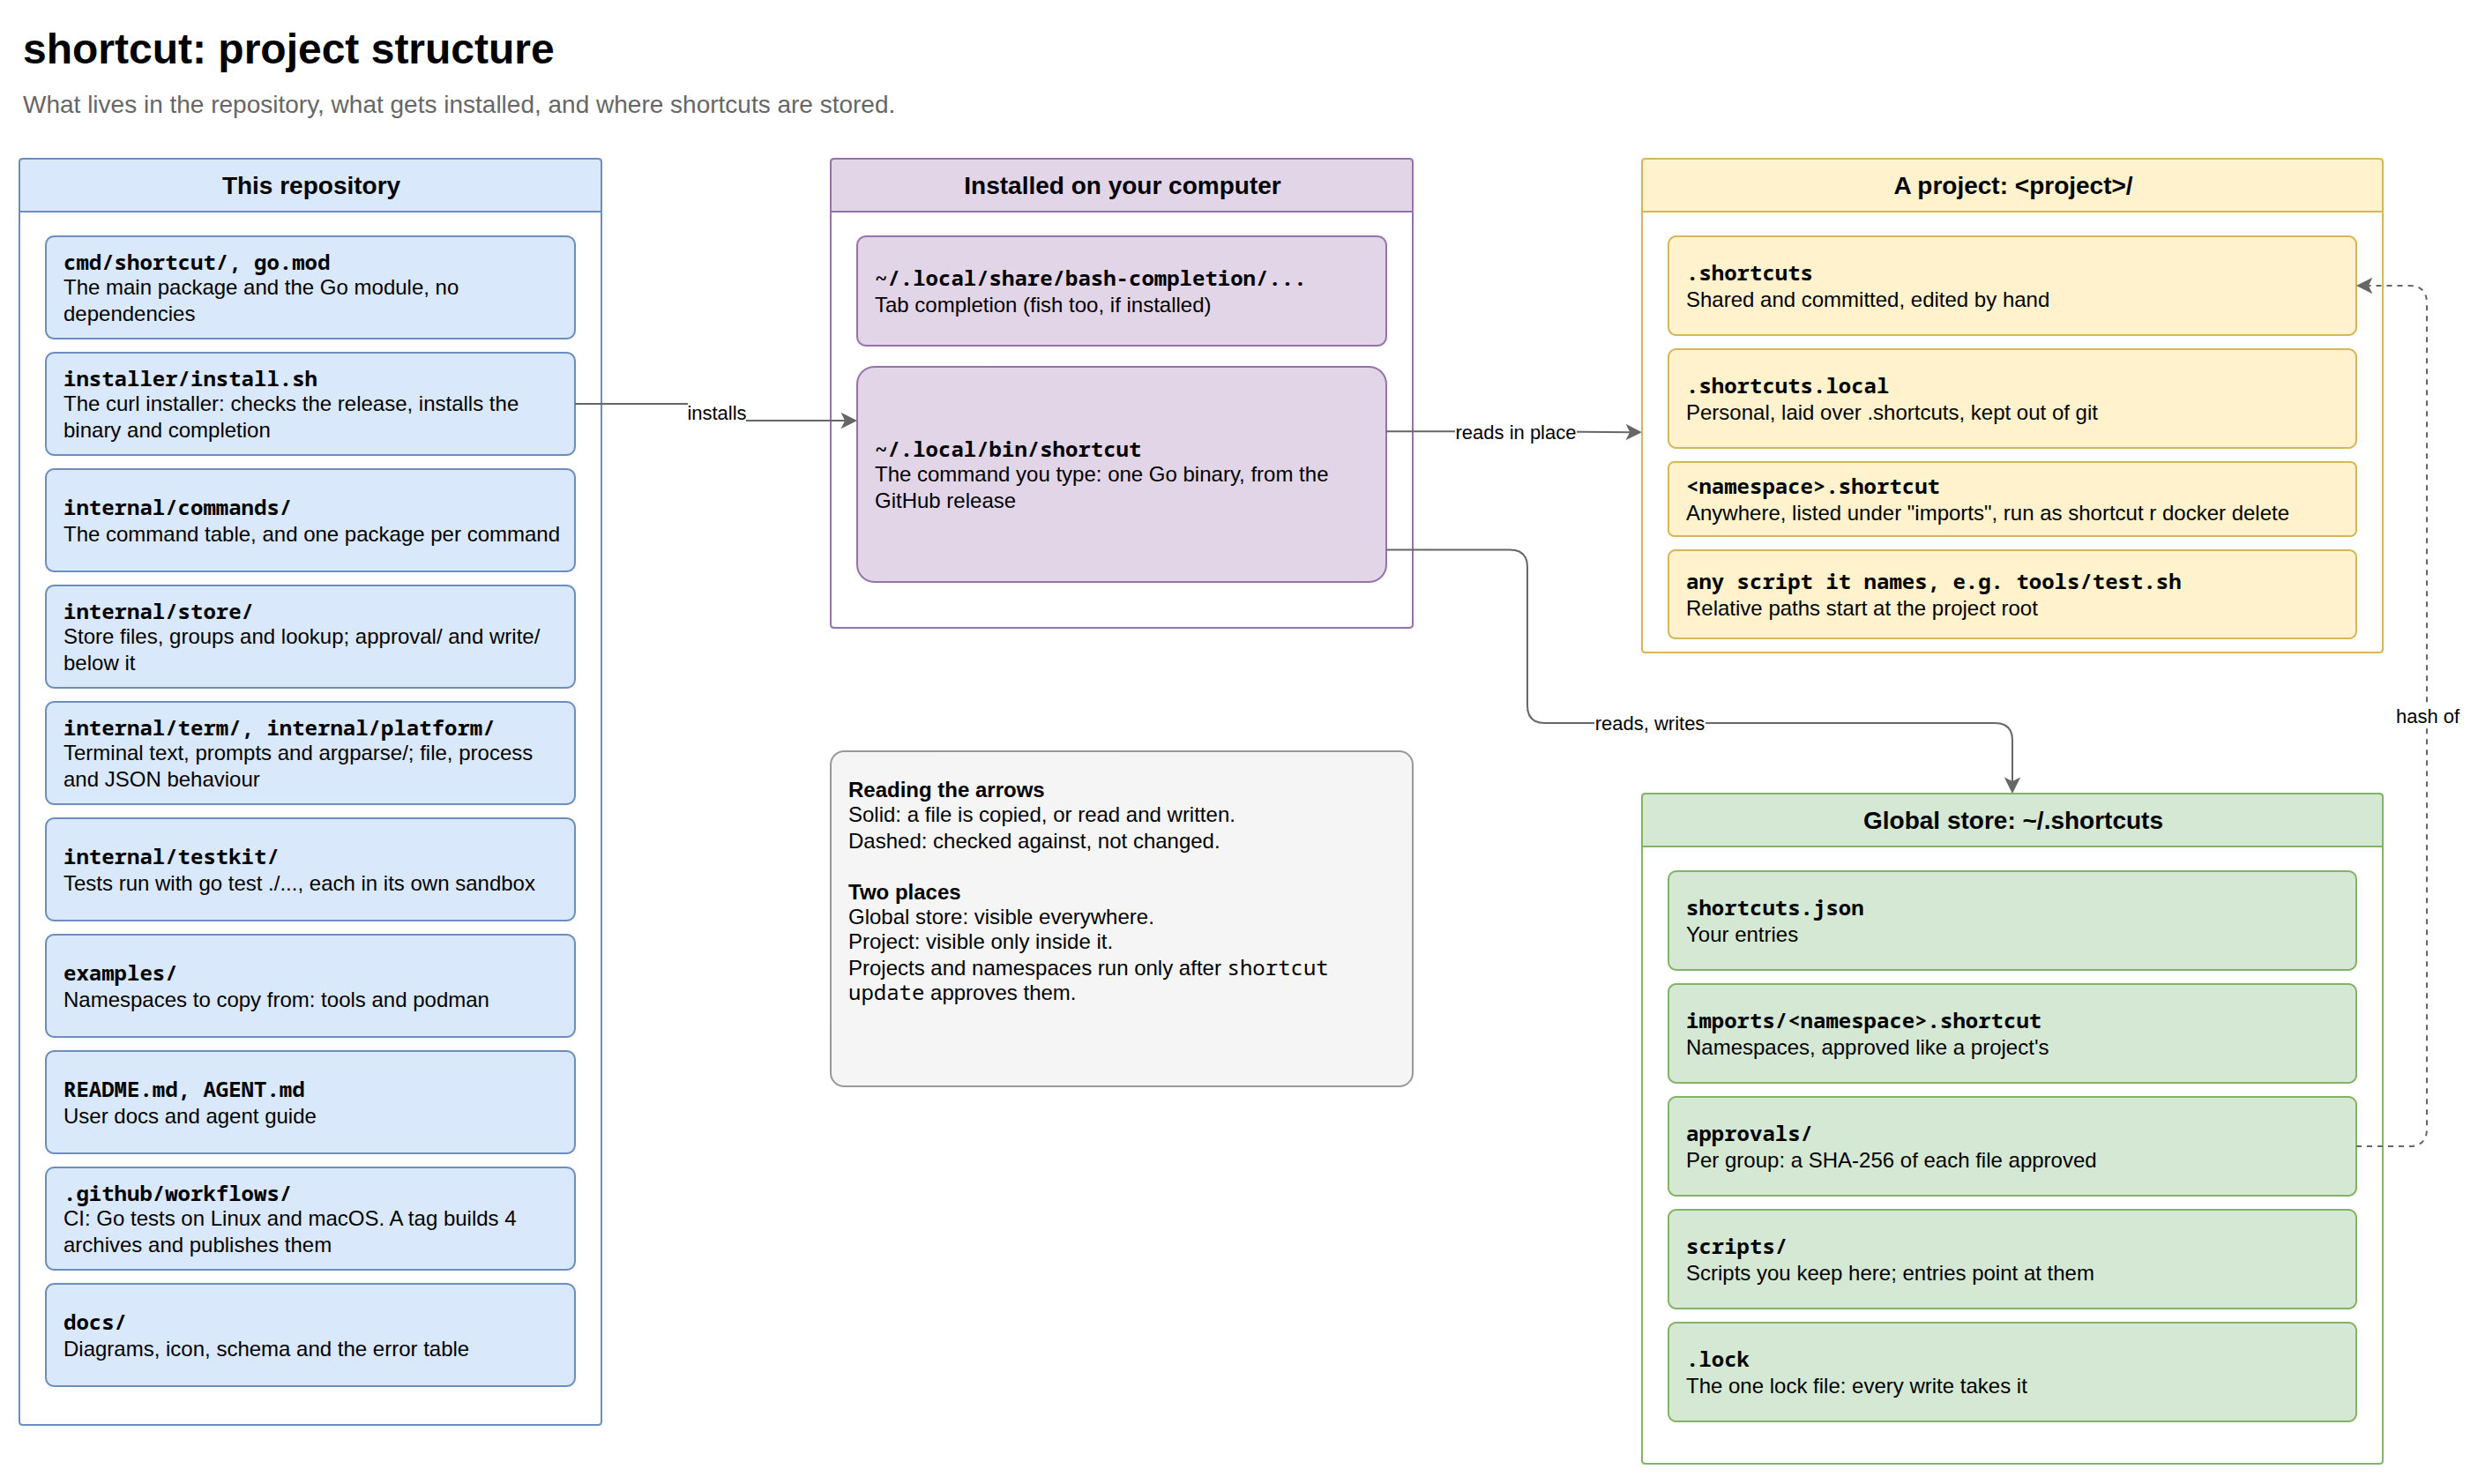 shortcut: project structure
What lives in the repository, what gets installed, and where shortcuts are stored.
This repository
cmd/shortcut/, go.mod
The main package and the Go module, no
dependencies
installer/install.sh
The curl installer: checks the release, installs the
binary and completion
internal/commands/
The command table, and one package per command
internal/store/
Store files, groups and lookup; approval/ and write/
below it
internal/term/, internal/platform/
Terminal text, prompts and argparse/; file, process
and JSON behaviour
internal/testkit/
Tests run with go test ./..., each in its own sandbox
examples/
Namespaces to copy from: tools and podman
README.md, AGENT.md
User docs and agent guide
.github/workflows/
CI: Go tests on Linux and macOS. A tag builds 4
archives and publishes them
docs/
Diagrams, icon, schema and the error table
installs
Installed on your computer
~/.local/share/bash-completion/...
Tab completion (fish too, if installed)
~/.local/bin/shortcut
The command you type: one Go binary, from the
GitHub release
reads in place
reads, writes
Reading the arrows
Solid: a file is copied, or read and written.
Dashed: checked against, not changed.
Two places
Global store: visible everywhere.
Project: visible only inside it.
Projects and namespaces run only after shortcut
update approves them.
A project: <project>/
.shortcuts
Shared and committed, edited by hand
.shortcuts.local
Personal, laid over .shortcuts, kept out of git
<namespace>.shortcut
Anywhere, listed under "imports", run as shortcut r docker delete
any script it names, e.g. tools/test.sh
Relative paths start at the project root
hash of
Global store: ~/.shortcuts
shortcuts.json
Your entries
imports/<namespace>.shortcut
Namespaces, approved like a project's
approvals/
Per group: a SHA-256 of each file approved
scripts/
Scripts you keep here; entries point at them
.lock
The one lock file: every write takes it